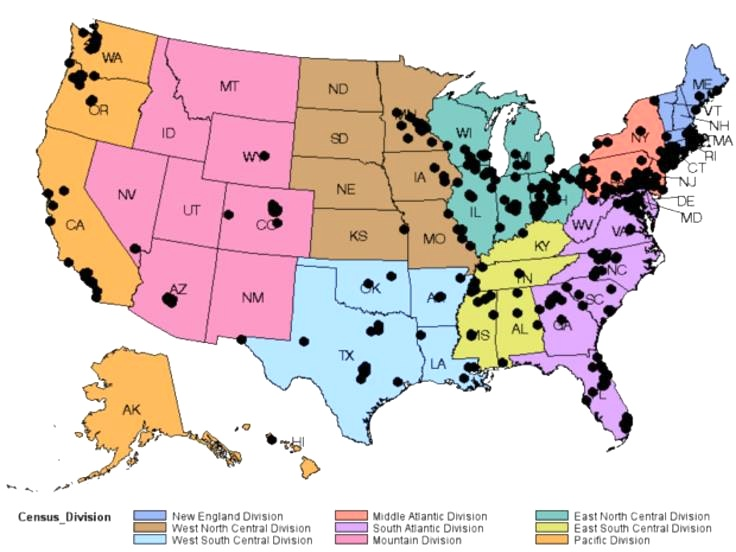 WA
MT
ND
ME
OR
VT
ID
SD
WI
MI
NY
NH
MA
WY
RI
CT
NE
IA
NJ
NV
UT
IL
DE
CA
KS
MO
WV
VA
MD
KY
AZ
NM
OK
TN
NC
SC
TX
MS
AL
GA
LA
AK
HI
Census_Division
New England Division
Middle Atlantic Division
East North Central Division
West North Central Division
South Atlantic Division
East South Central Division
West South Central Division
Mountain Division
Pacific Division